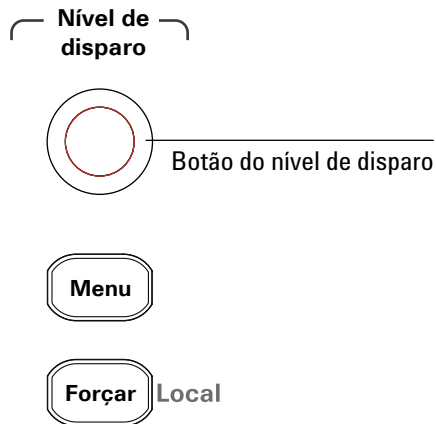 Nível de
disparo
Botão do nível de disparo
Menu
Forçar Local